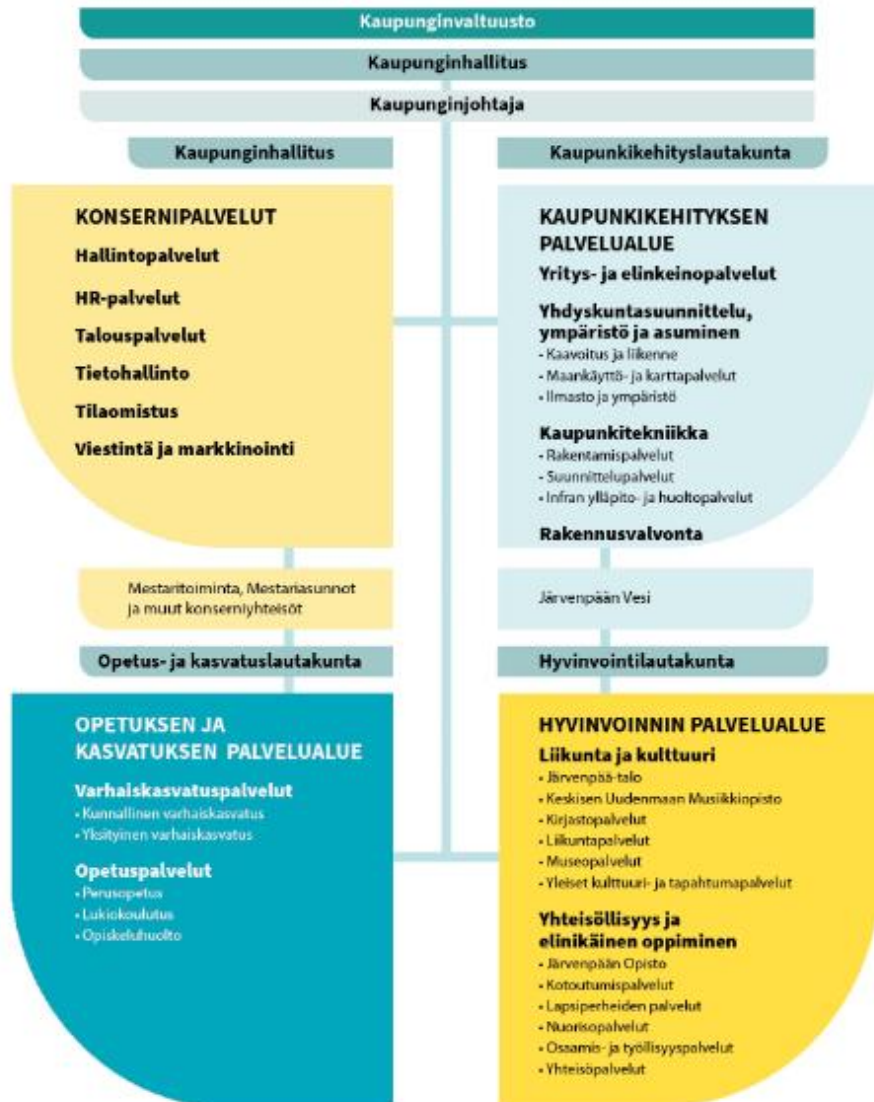 Kaupunginvaltuusto
Kaupunginhallitus
Kaupunginjohtaja
Kaupunginhallitus
KONSERNIPALVELUT
Hallintopalvelut
HR-palvelut
Talouspalvelut
Tietohallinto
Tilaomistus
Viestintä ja markkinointi
Mestaritoiminta, Mestariasunnot
ja muut konserniyhteisöt
Kaupunkikehityslautakunta
KAUPUNKIKEHITYKSEN
PALVELUALUE
Yritys- ja elinkeinopalvelut
Yhdyskuntasuunnittelu,
ympäristö ja asuminen
• Kaavoitus ja liikenne
• Maankäyttö- ja karttapalvelut
• Ilmasto ja ympäristö
Kaupunkitekniikka
• Rakentamispalvelut
• Suunnittelupalvelut
• Infran ylläpito- ja huoltopalvelut
Rakennusvalvonta
Järvenpään Vesi
Opetus- ja kasvatuslautakunta
OPETUKSEN JA
KASVATUKSEN PALVELUALUE
Varhaiskasvatuspalvelut
• Kunnallinen varhaiskasvatus
• Yksityinen varhaiskasvatus
Opetuspalvelut
• Perusopetus
• Lukiokoulutus
• Opiskeluhuolto
Hyvinvointilautakunta
HYVINVOINNIN PALVELUALUE
Liikunta ja kulttuuri
• Järvenpää-talo
• Keskisen Uudenmaan Musiikkiopisto
• Kirjastopalvelut
• Liikuntapalvelut
• Museopalvelut
• Yleiset kulttuuri- ja tapahtumapalvelut
Yhteisöllisyys ja
elinikäinen oppiminen
• Järvenpään Opisto
• Kotoutumispalvelut
• Lapsiperheiden palvelut
• Nuorisopalvelut
• Osaamis- ja työllisyyspalvelut
• Yhteisöpalvelut